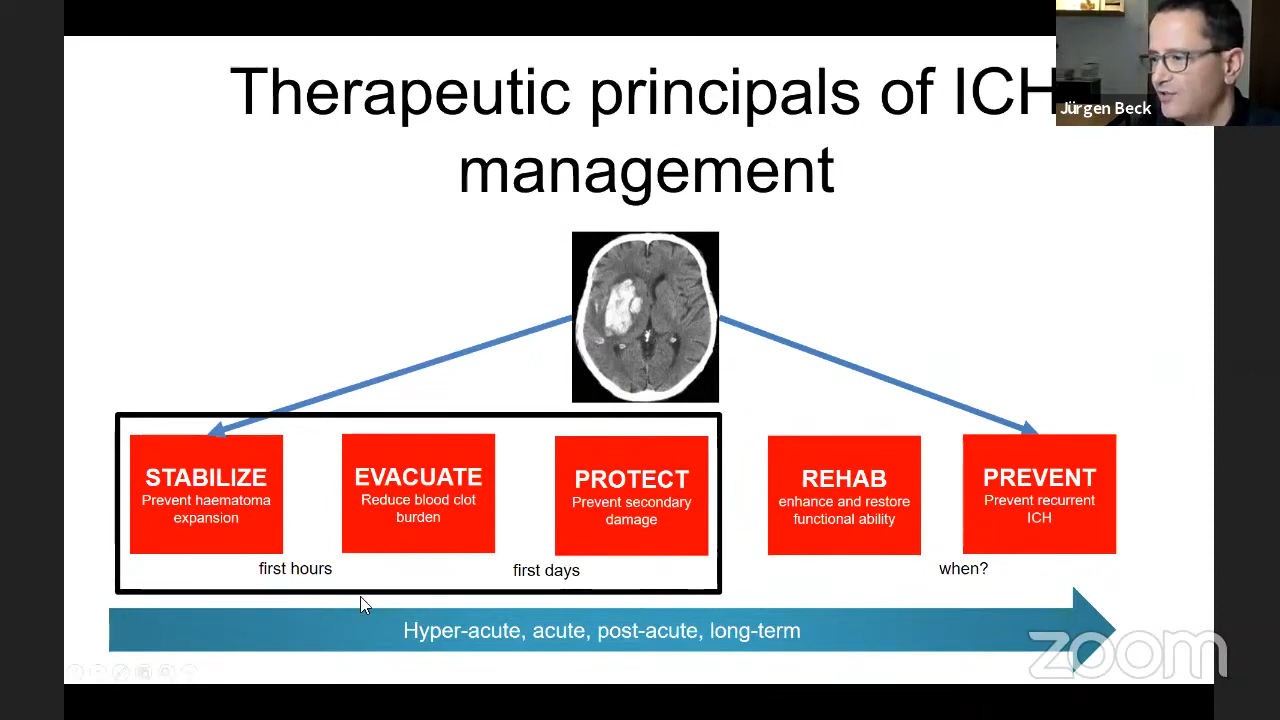 Therapeutic principals of ICH
management
Jürgen Beck
STABILIZE
Prevent haematoma
expansion
EVACUATE
Reduce blood clot
burden
PROTECT
Prevent secondary
damage
REHAB
enhance and restore
functional ability
PREVENT
Prevent recurrent
ICH
first hours
first days
when?
Hyper-acute, acute, post-acute, long-term
zoom